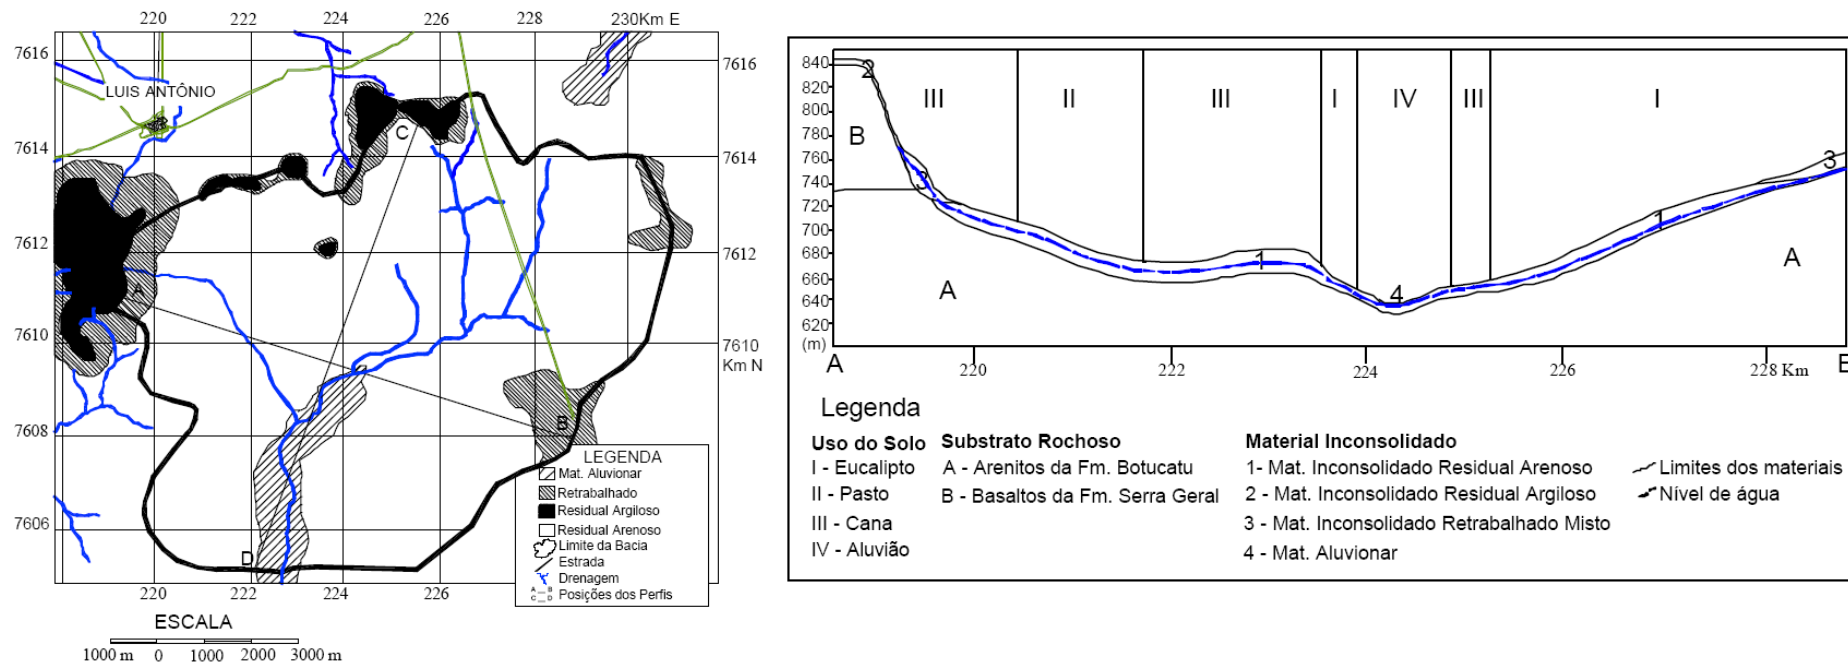 220 222 224 226 228 230Km E
7616 7616
LUIS ANTÔNIO
C
7614 7614
7612 7612
A
7610 7610
Km N
7608
B
7606
D
LEGENDA
Mat. Aluvionar
Retrabalhado
Residual Argiloso
Residual Arenoso
Limite da Bacia
Estrada
Drenagem
A B
C D Posições dos Perfis
220 222 224 226
ESCALA
1000 m 0 1000 2000 3000 m
840
820
800
780
760
740
720
700
680
660
640
620
(m)
2 III II III I IV III I
B 3 A 1 4 1 A 3
A 220 222 224 226 228 Km
Legenda
Uso do Solo Substrato Rochoso Material Inconsolidado
I - Eucalipto A - Arenitos da Fm. Botucatu 1- Mat. Inconsolidado Residual Arenoso Limites dos materiais
II - Pasto B - Basaltos da Fm. Serra Geral 2 - Mat. Inconsolidado Residual Argiloso Nível de água
III - Cana 3 - Mat. Inconsolidado Retrabalhado Misto
IV - Aluvião 4 - Mat. Aluvionar